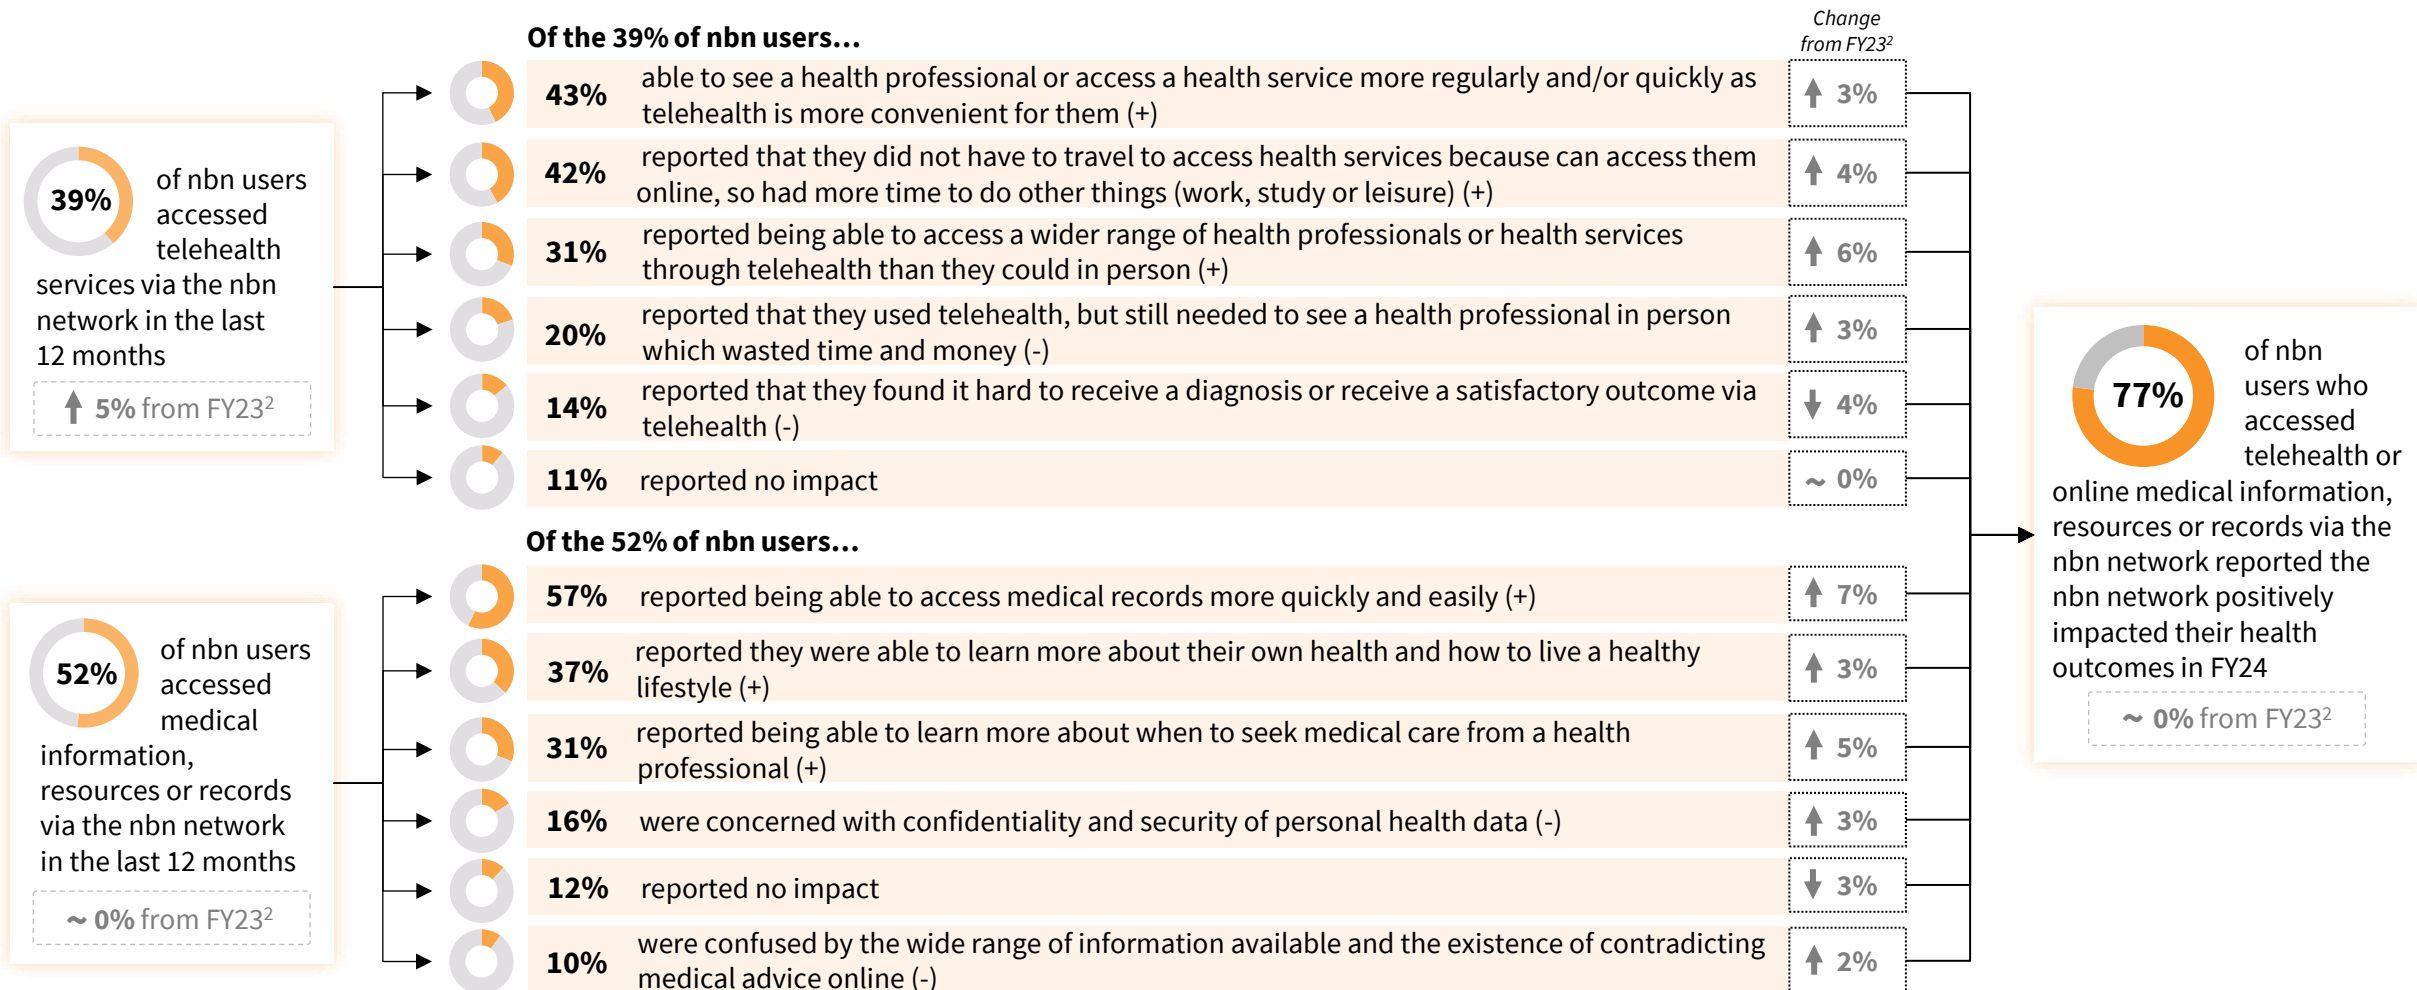 39%
of nbn users
accessed
telehealth
services via the nbn
network in the last
12 months
5% from FY23²
Of the 39% of nbn users…
Change
from FY23²
43%
able to see a health professional or access a health service more regularly and/or quickly as
telehealth is more convenient for them (+)
3%
42%
reported that they did not have to travel to access health services because can access them
online, so had more time to do other things (work, study or leisure) (+)
4%
31%
reported being able to access a wider range of health professionals or health services
through telehealth than they could in person (+)
6%
20%
reported that they used telehealth, but still needed to see a health professional in person
which wasted time and money (-)
3%
14%
reported that they found it hard to receive a diagnosis or receive a satisfactory outcome via
telehealth (-)
4%
11%
reported no impact
~ 0%
52%
of nbn users
accessed
medical
information,
resources or records
via the nbn network
in the last 12 months
~ 0% from FY23²
Of the 52% of nbn users…
57%
reported being able to access medical records more quickly and easily (+)
7%
37%
reported they were able to learn more about their own health and how to live a healthy
lifestyle (+)
3%
31%
reported being able to learn more about when to seek medical care from a health
professional (+)
5%
16%
were concerned with confidentiality and security of personal health data (-)
3%
12%
reported no impact
3%
10%
were confused by the wide range of information available and the existence of contradicting
medical advice online (-)
2%
77%
of nbn
users who
accessed
telehealth or
online medical information,
resources or records via the
nbn network reported the
nbn network positively
impacted their health
outcomes in FY24
~ 0% from FY23²